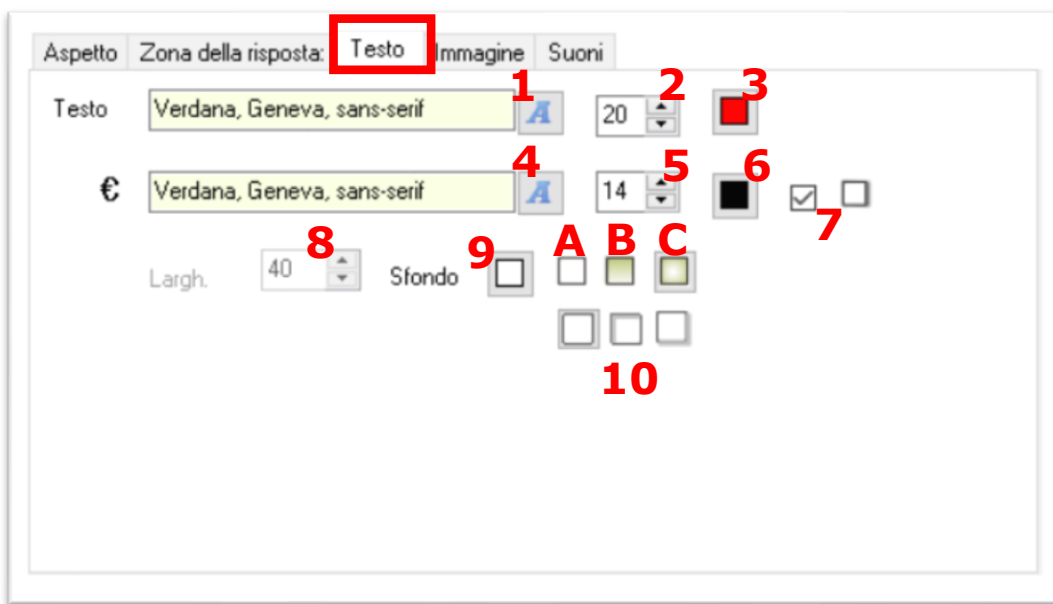 Aspetto Zona della risposta: Testo Immagine Suoni
1 2 3
Testo Verdana, Geneva, sans-serif A 20
4 5 6
€ Verdana, Geneva, sans-serif A 14 7
8 9 A B C
Largh. 40 Sfondo
10